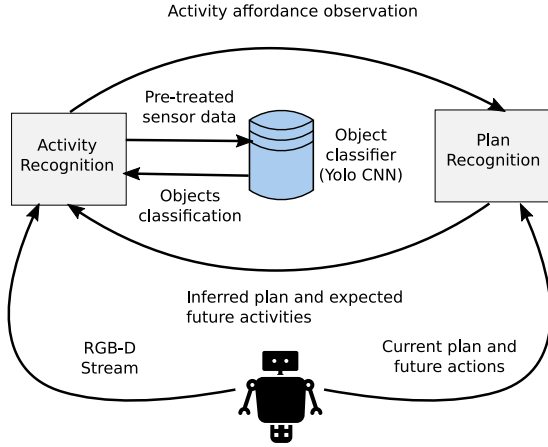 Activity affordance observation
Pre-treated
sensor data
Activity
Recognition
Object
classifier
(Yolo CNN)
Plan
Recognition
Objects
classification
Inferred plan and expected
future activities
RGB-D
Stream
Current plan and
future actions